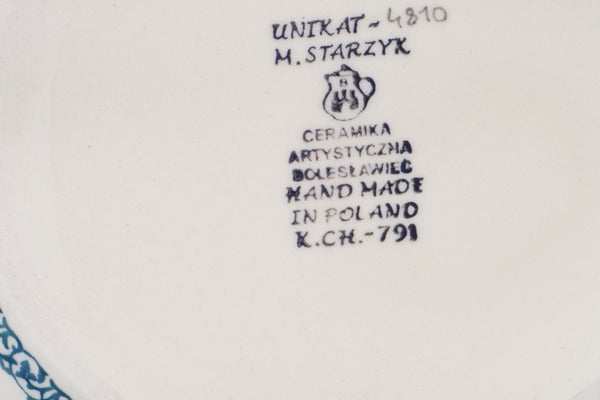 UNIKAT ~ 4810
M. STARZYK
B
CERAMIKA
ARTYSTYCZNA
BOLESŁAWIEC
HAND MADE
IN POLAND
K.CH.-791